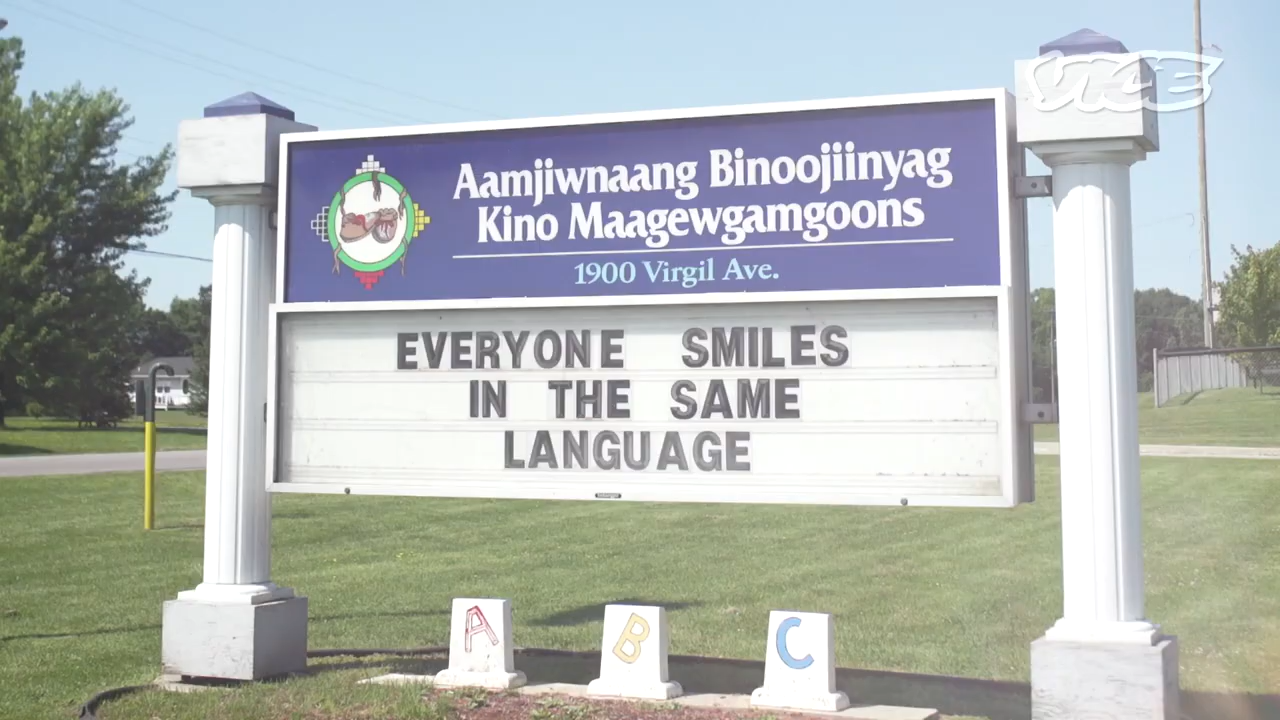 VICE
Aamjiwnaang Binoojiinyag
Kino Maagewgamgoons
1900 Virgil Ave.
EVERYONE SMILES
IN THE SAME
LANGUAGE
A
B
C